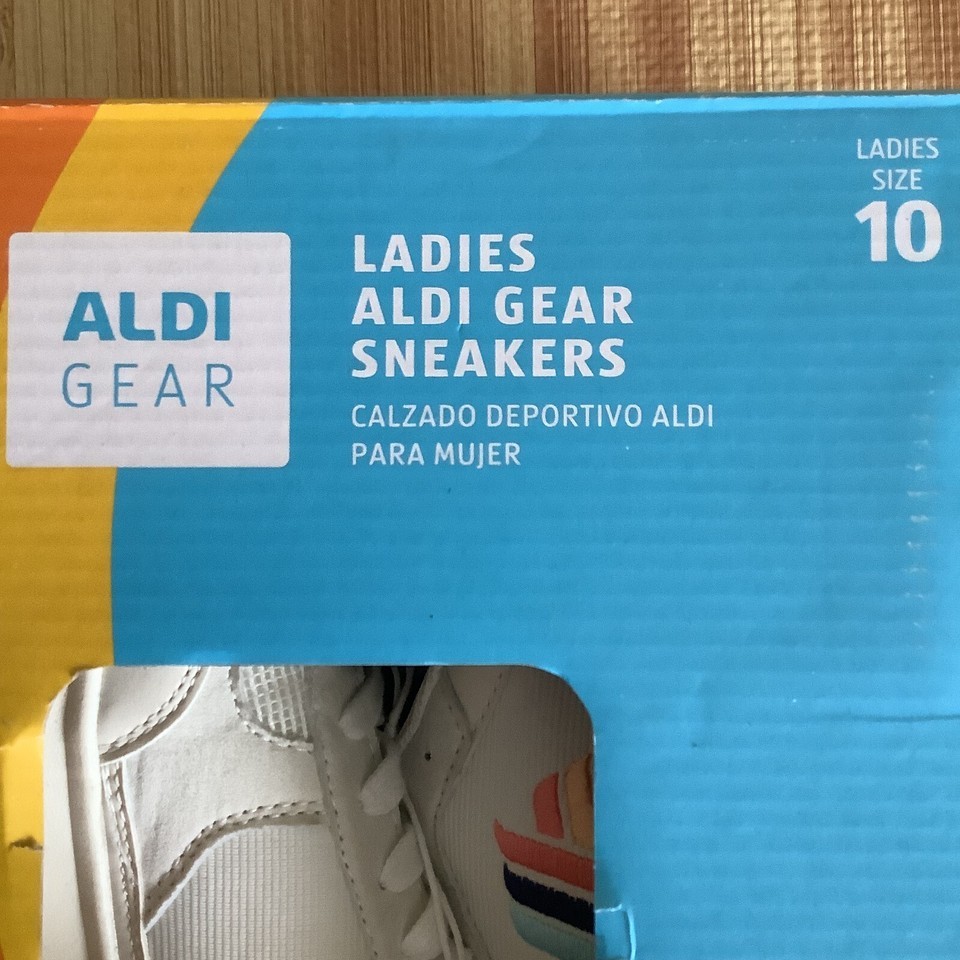 LADIES
SIZE
10
ALDI
GEAR
LADIES
ALDI GEAR
SNEAKERS
CALZADO DEPORTIVO ALDI
PARA MUJER